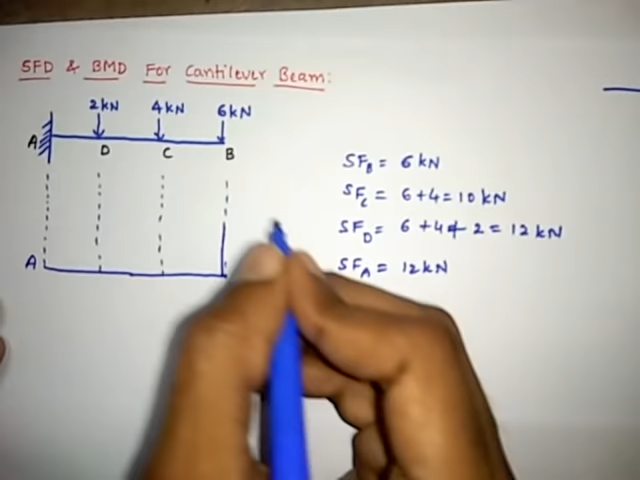 SFD & BMD For Cantilever Beam:
2kN 4kN 6kN
A D C B
SF_B = 6 kN
SF_C = 6+4=10 kN
SF_D = 6+4+2=12 kN
SF_A = 12 kN
A